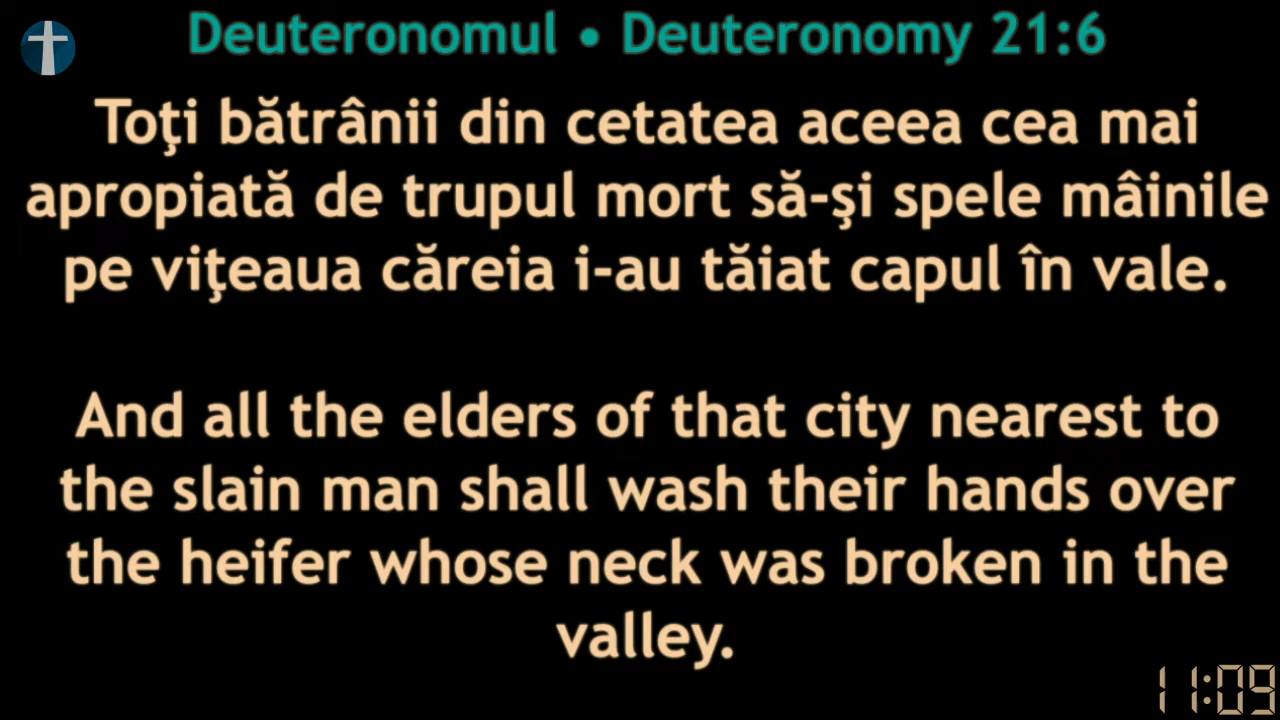 Deuteronomul • Deuteronomy 21:6
Toţi bătrânii din cetatea aceea cea mai
apropiată de trupul mort să-şi spele mâinile
pe viţeaua căreia i-au tăiat capul în vale.
And all the elders of that city nearest to
the slain man shall wash their hands over
the heifer whose neck was broken in the
valley.
11:09